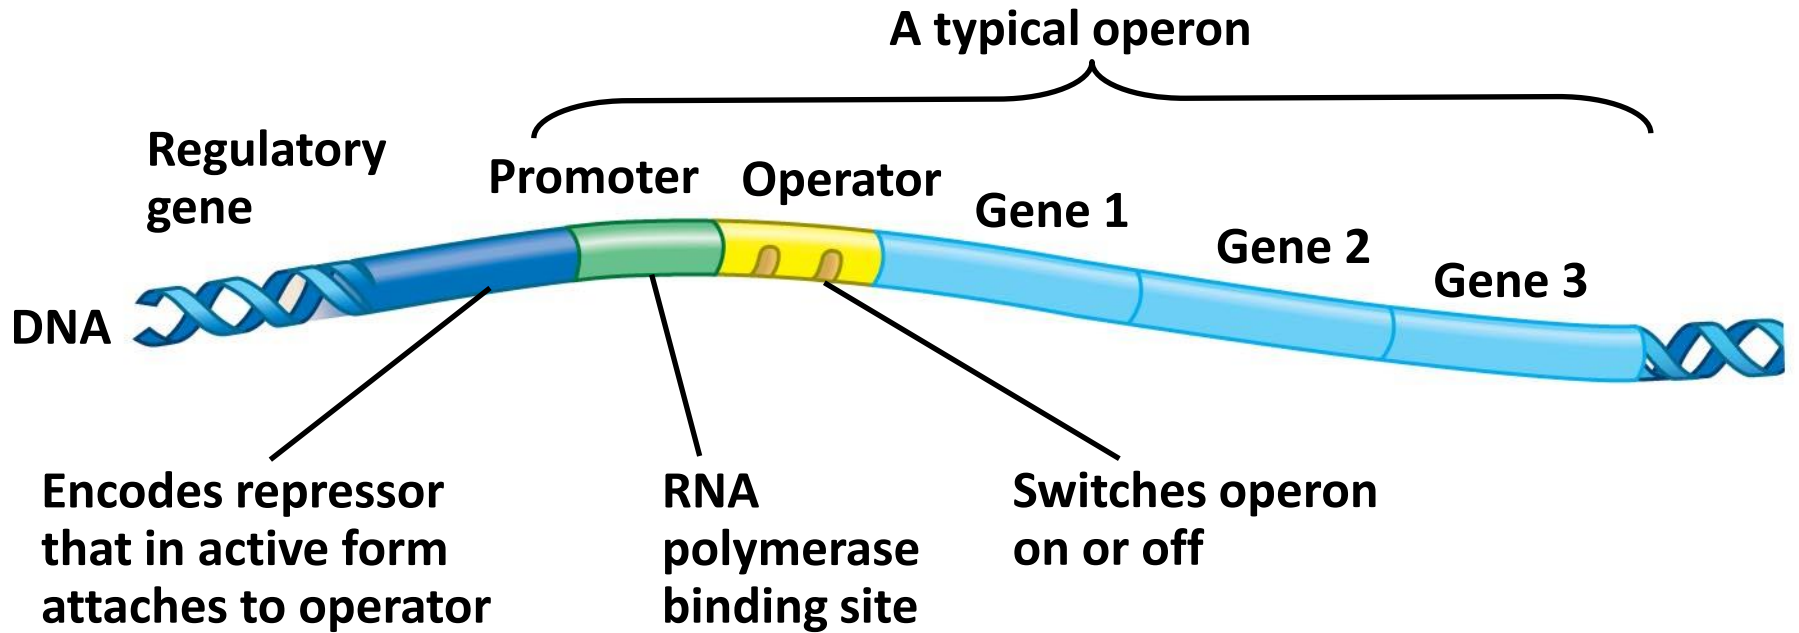 A typical operon
Regulatory
gene
Promoter
Operator
Gene 1
Gene 2
Gene 3
DNA
Encodes repressor
that in active form
attaches to operator
RNA
polymerase
binding site
Switches operon
on or off